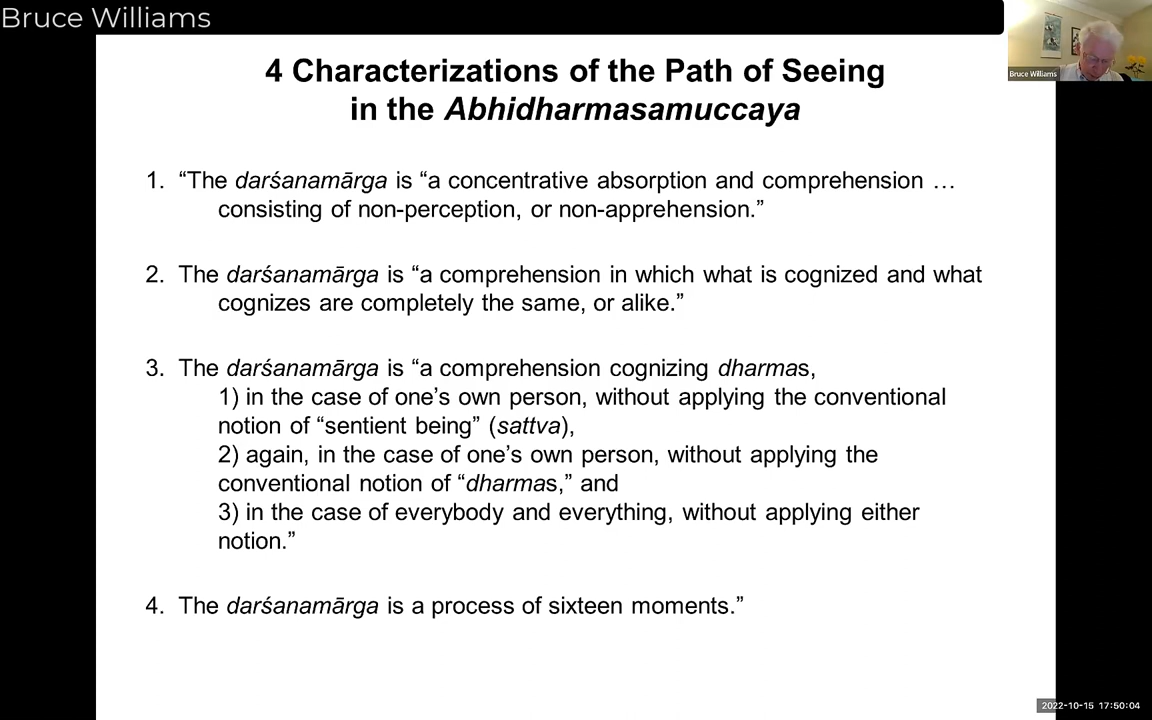 Bruce Williams
4 Characterizations of the Path of Seeing
in the Abhidharmasamuccaya
1. “The darśanamārga is “a concentrative absorption and comprehension …
consisting of non-perception, or non-apprehension.”
2. The darśanamārga is “a comprehension in which what is cognized and what
cognizes are completely the same, or alike.”
3. The darśanamārga is “a comprehension cognizing dharmas,
1) in the case of one’s own person, without applying the conventional
notion of “sentient being” (sattva),
2) again, in the case of one’s own person, without applying the
conventional notion of “dharmas,” and
3) in the case of everybody and everything, without applying either
notion.”
4. The darśanamārga is a process of sixteen moments.”
Bruce Williams
2022-10-15 17:50:04